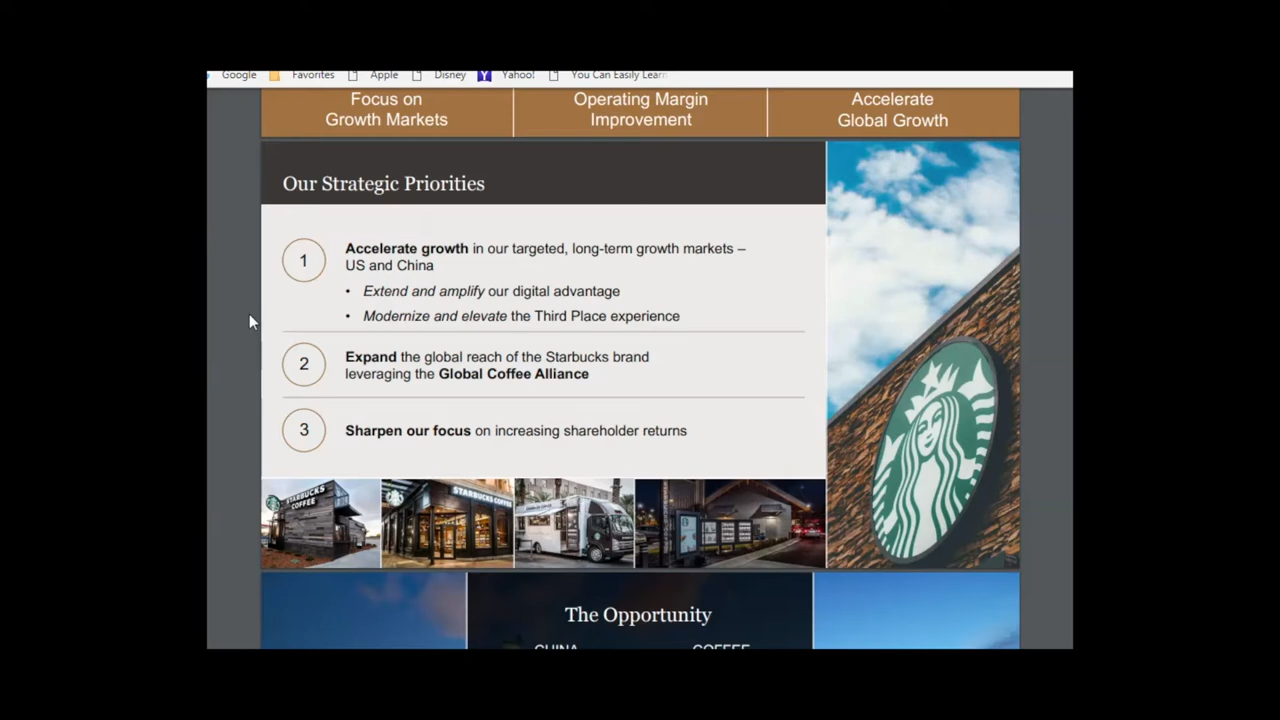 Google Favorites Apple Disney Yahoo! You Can Easily Learn
Focus on
Growth Markets
Operating Margin
Improvement
Accelerate
Global Growth
Our Strategic Priorities
1
Accelerate growth in our targeted, long-term growth markets –
US and China
• Extend and amplify our digital advantage
• Modernize and elevate the Third Place experience
2
Expand the global reach of the Starbucks brand
leveraging the Global Coffee Alliance
3
Sharpen our focus on increasing shareholder returns
STARBUCKS
COFFEE
STARBUCKS COFFEE
The Opportunity
CHINA
COFFEE